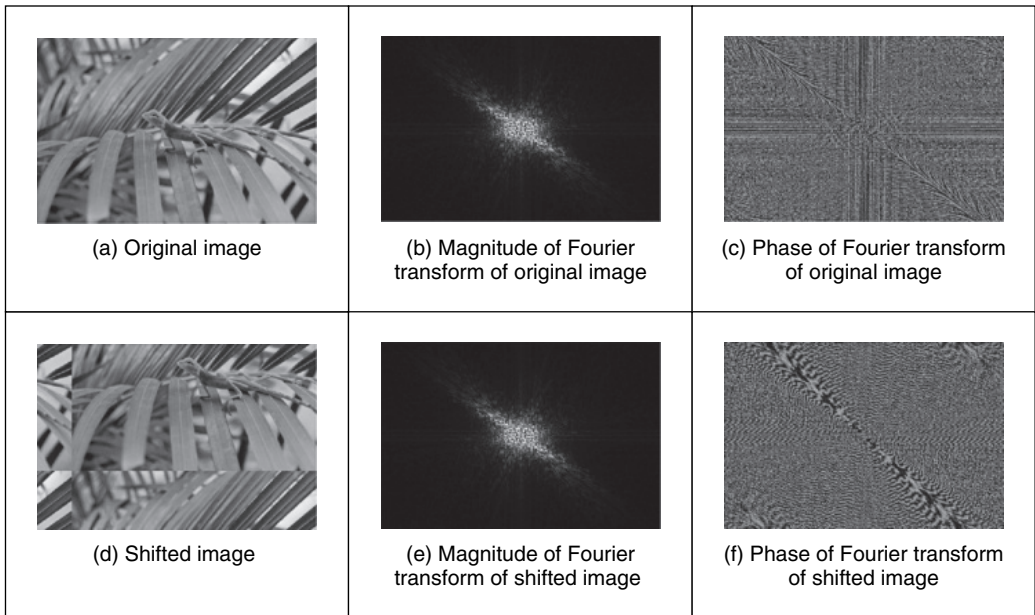 (a) Original image
(b) Magnitude of Fourier
transform of original image
(c) Phase of Fourier transform
of original image
(d) Shifted image
(e) Magnitude of Fourier
transform of shifted image
(f) Phase of Fourier transform
of shifted image